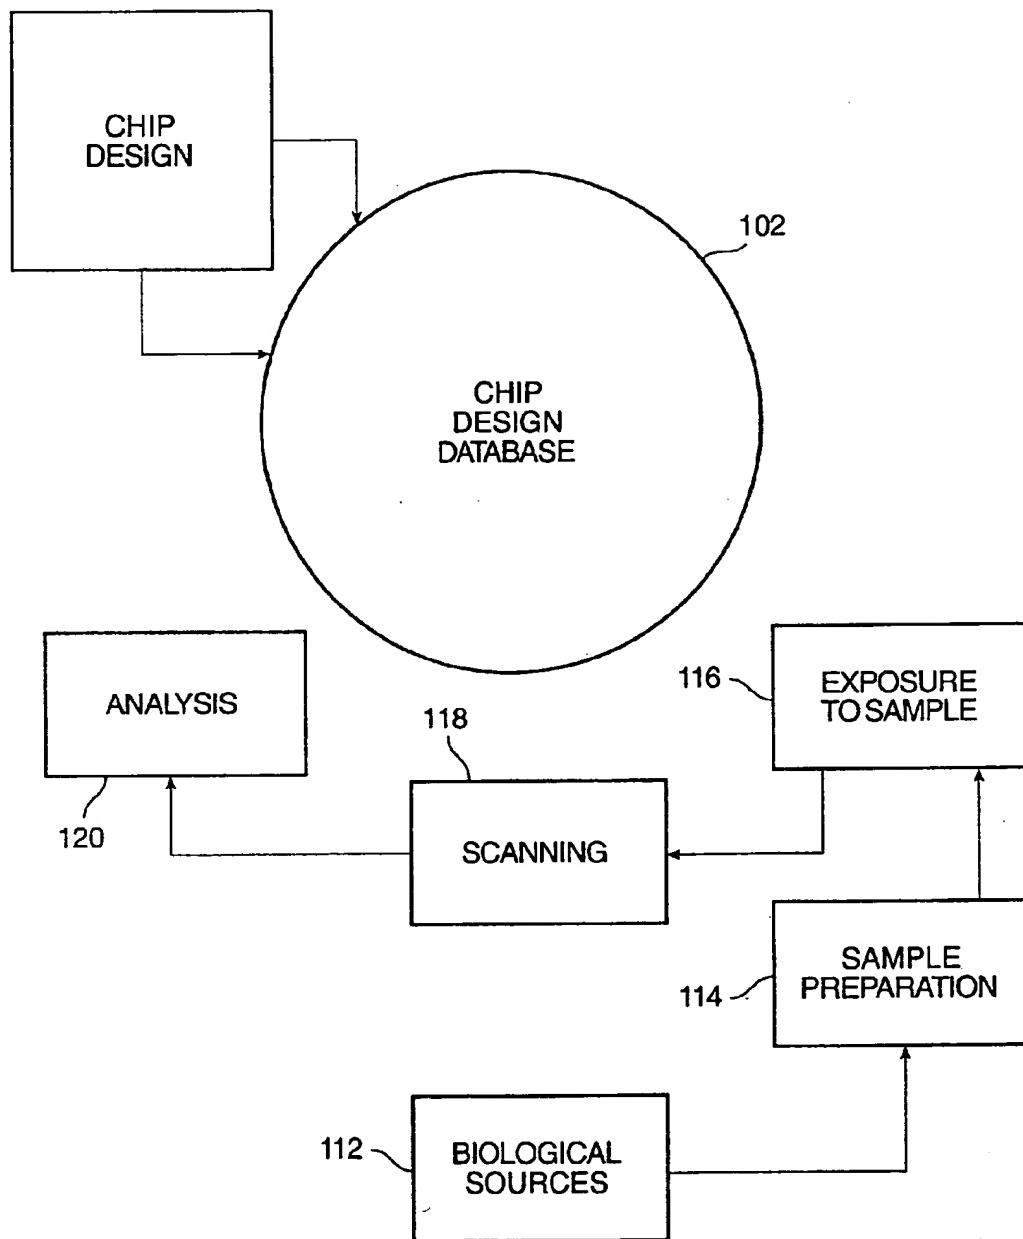 CHIP
DESIGN
102
CHIP
DESIGN
DATABASE
ANALYSIS
120
118
SCANNING
116
EXPOSURE
TO SAMPLE
114
SAMPLE
PREPARATION
112
BIOLOGICAL
SOURCES